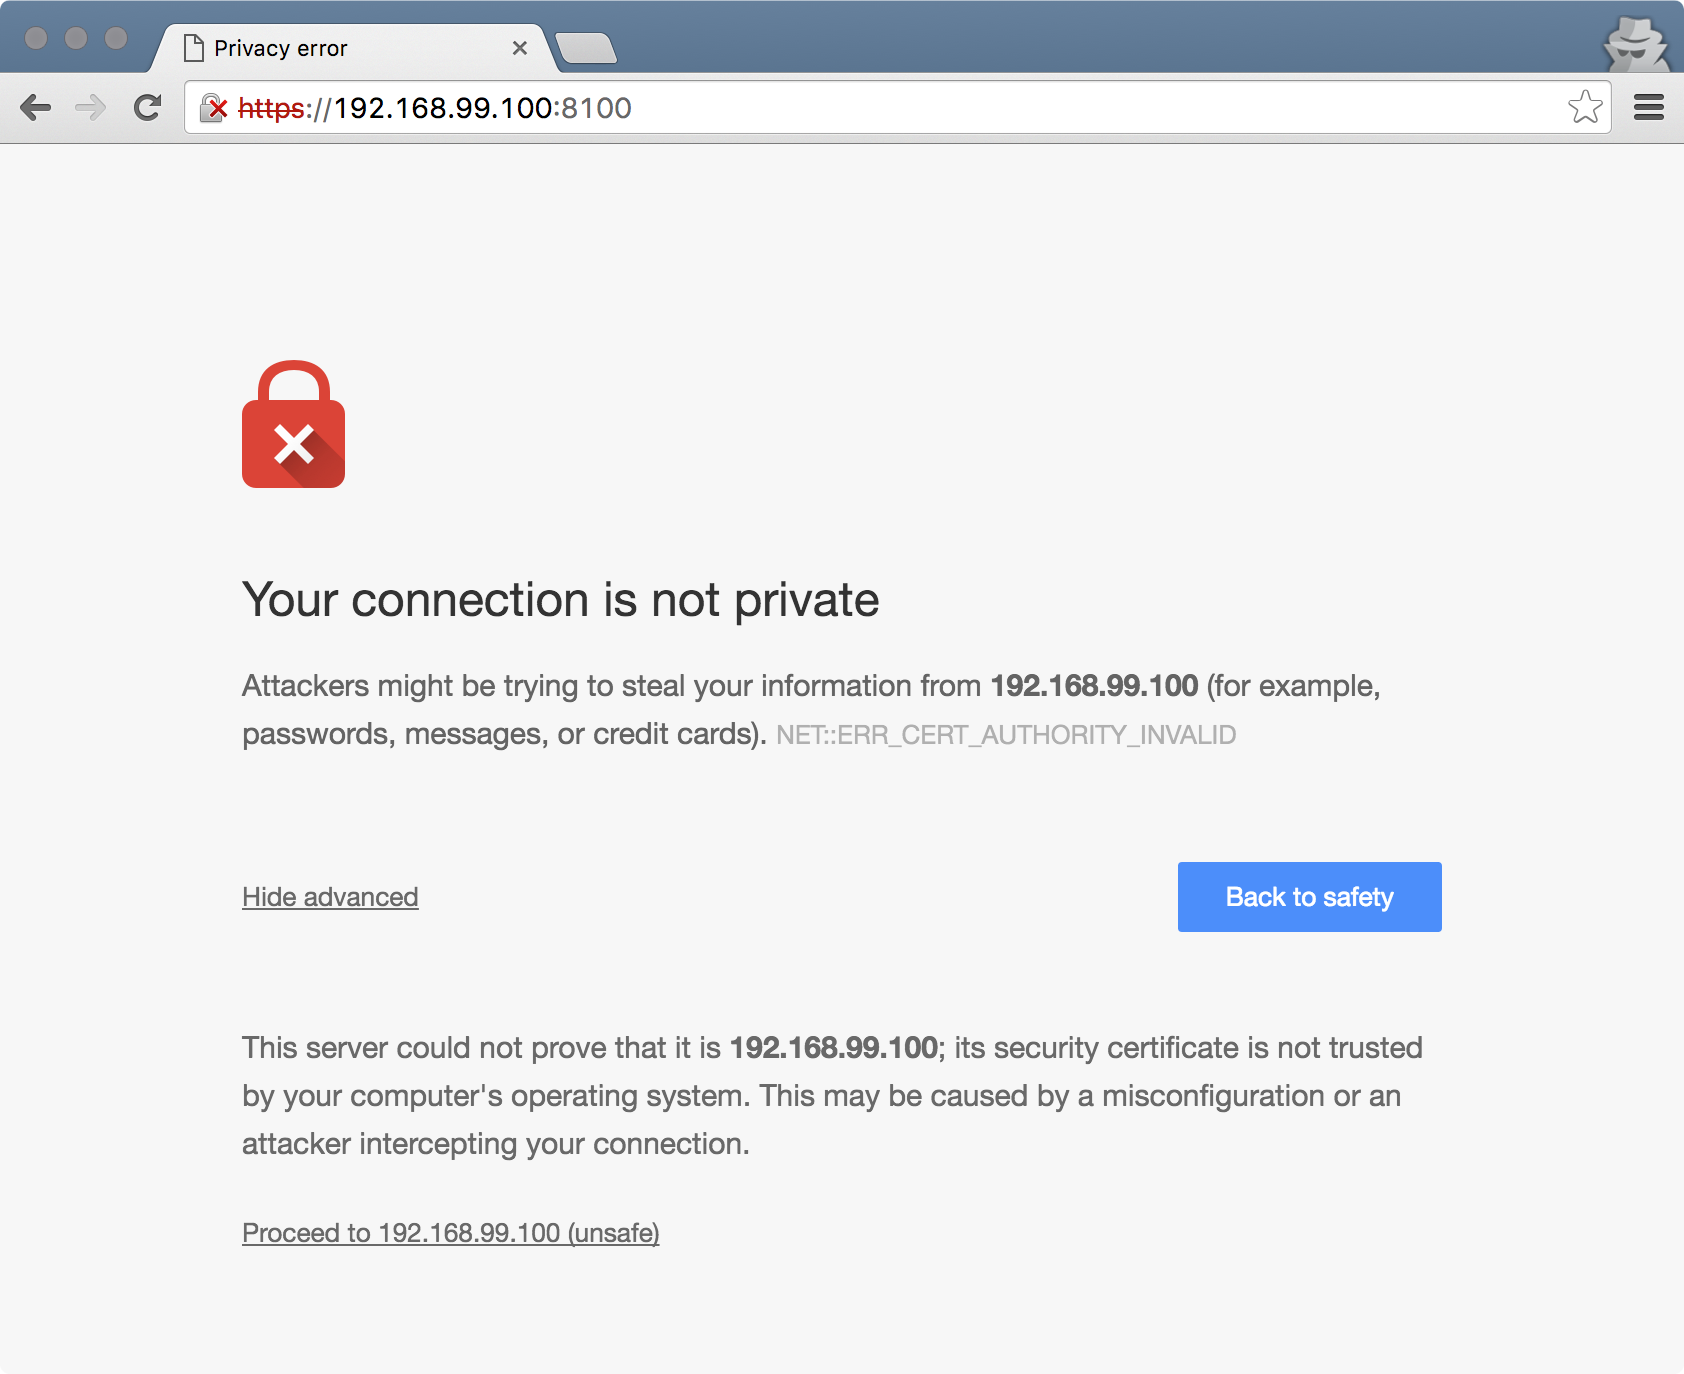 Privacy error
https://192.168.99.100:8100
Your connection is not private
Attackers might be trying to steal your information from 192.168.99.100 (for example,
passwords, messages, or credit cards). NET::ERR_CERT_AUTHORITY_INVALID
Hide advanced
Back to safety
This server could not prove that it is 192.168.99.100; its security certificate is not trusted
by your computer's operating system. This may be caused by a misconfiguration or an
attacker intercepting your connection.
Proceed to 192.168.99.100 (unsafe)